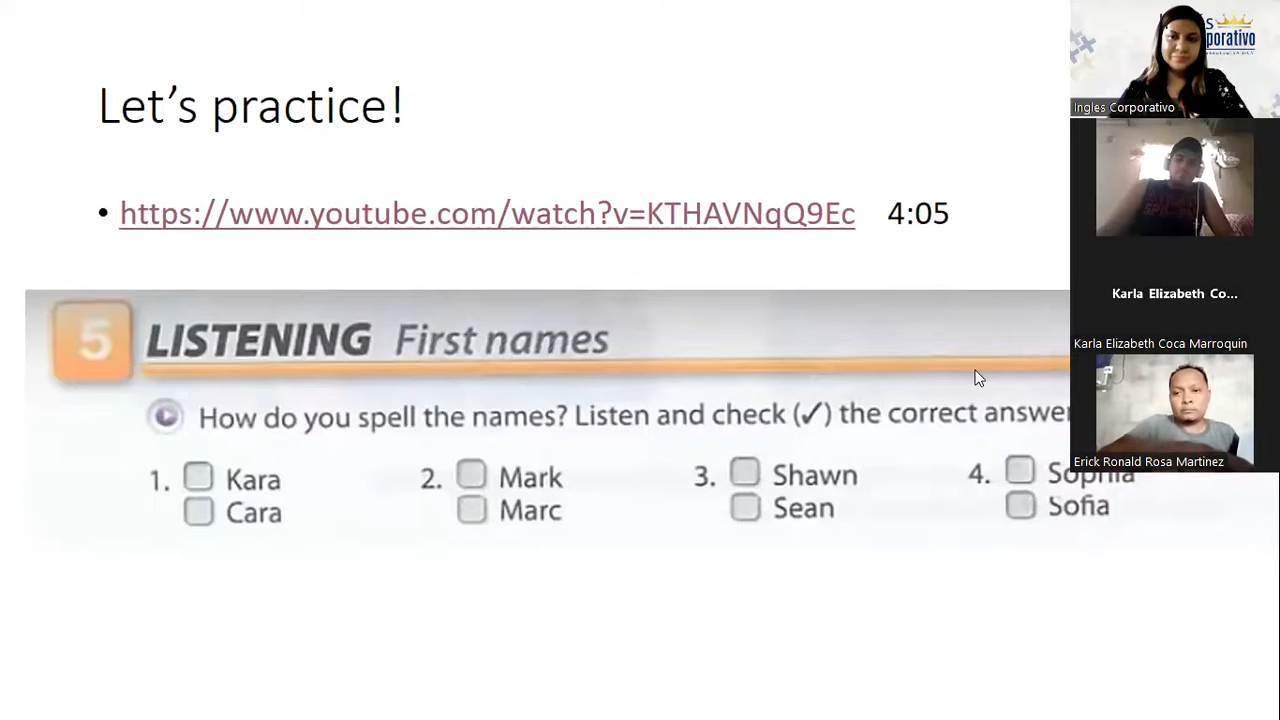 Let's practice!
• https://www.youtube.com/watch?v=KTHAVNqQ9Ec 4:05
5 LISTENING First names
How do you spell the names? Listen and check (✓) the correct answer
1. Kara
Cara
2. Mark
Marc
3. Shawn
Sean
4. Sophia
Sofia
Ingles Corporativo
Karla Elizabeth Co...
Karla Elizabeth Coca Marroquin
Erick Ronald Rosa Martinez